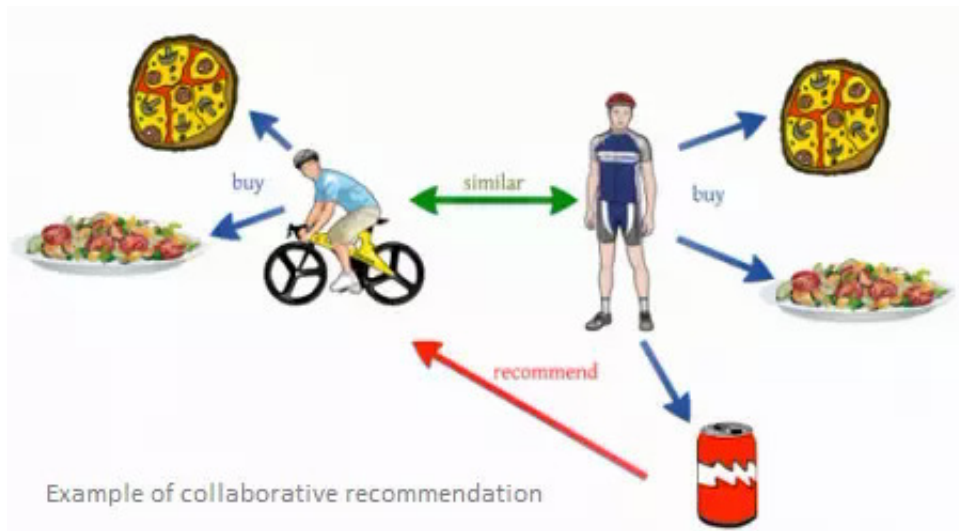 buy
similar
buy
recommend
Example of collaborative recommendation